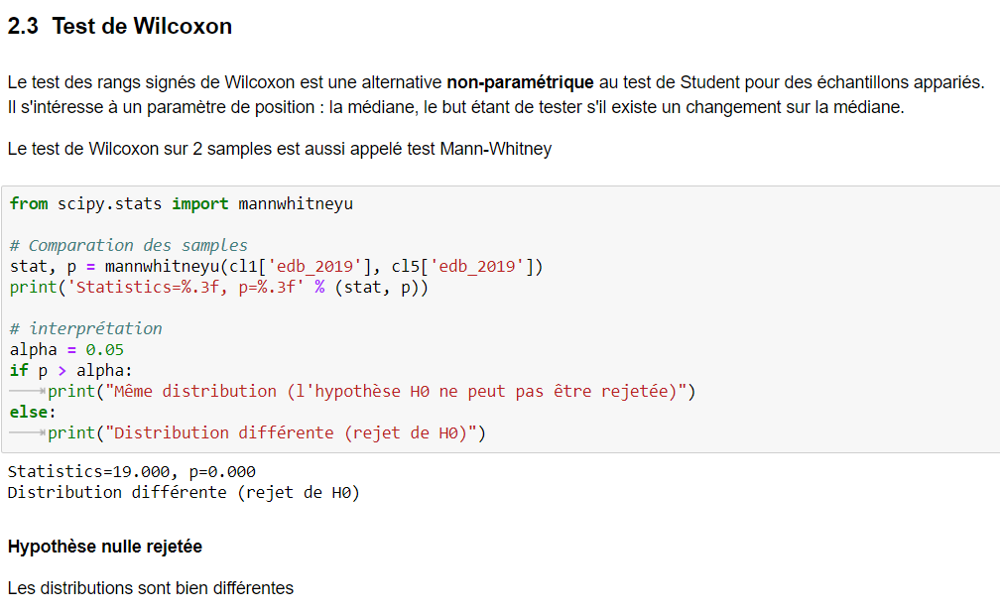 2.3 Test de Wilcoxon
Le test des rangs signés de Wilcoxon est une alternative non-paramétrique au test de Student pour des échantillons appariés.
Il s'intéresse à un paramètre de position : la médiane, le but étant de tester s'il existe un changement sur la médiane.
Le test de Wilcoxon sur 2 samples est aussi appelé test Mann-Whitney
from scipy.stats import mannwhitneyu
# Comparation des samples
stat, p = mannwhitneyu(cl1['edb_2019'], cl5['edb_2019'])
print('Statistics=%.3f, p=%.3f' % (stat, p))
# interprétation
alpha = 0.05
if p > alpha:
print("Même distribution (l'hypothèse H0 ne peut pas être rejetée)")
else:
print("Distribution différente (rejet de H0)")
Statistics=19.000, p=0.000
Distribution différente (rejet de H0)
Hypothèse nulle rejetée
Les distributions sont bien différentes